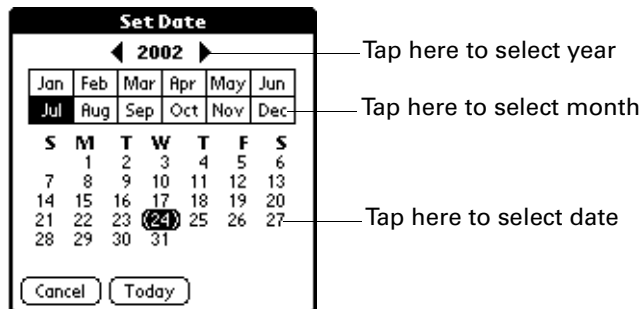 Set Date
2002
Tap here to select year
Jan Feb Mar Apr May Jun
Jul Aug Sep Oct Nov Dec
Tap here to select month
S M T W T F S
1 2 3 4 5 6
7 8 9 10 11 12 13
14 15 16 17 18 19 20
21 22 23 24 25 26 27
Tap here to select date
28 29 30 31
Cancel Today